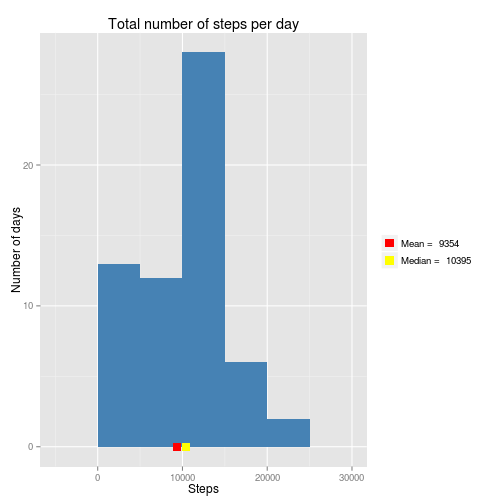 Total number of steps per day
Number of days
20
10
0
0 10000 20000 30000
Steps
Mean = 9354
Median = 10395